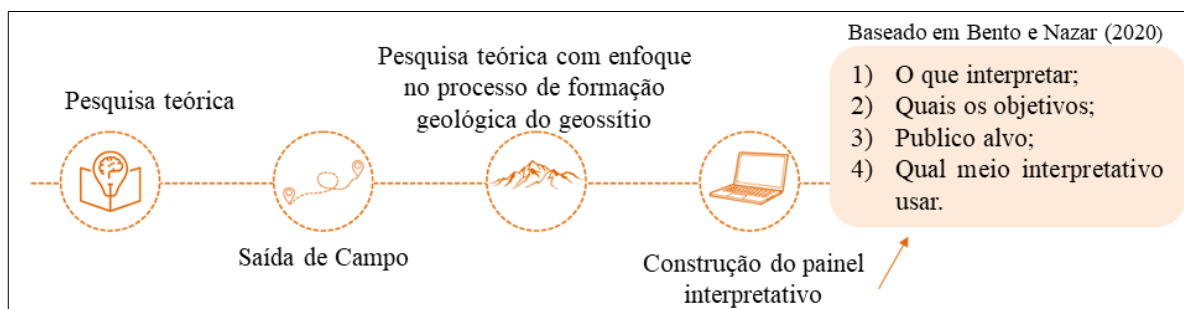 Pesquisa teórica
Saída de Campo
Pesquisa teórica com enfoque
no processo de formação
geológica do geossítio
Construção do painel
interpretativo
Baseado em Bento e Nazar (2020)
1) O que interpretar;
2) Quais os objetivos;
3) Publico alvo;
4) Qual meio interpretativo
usar.